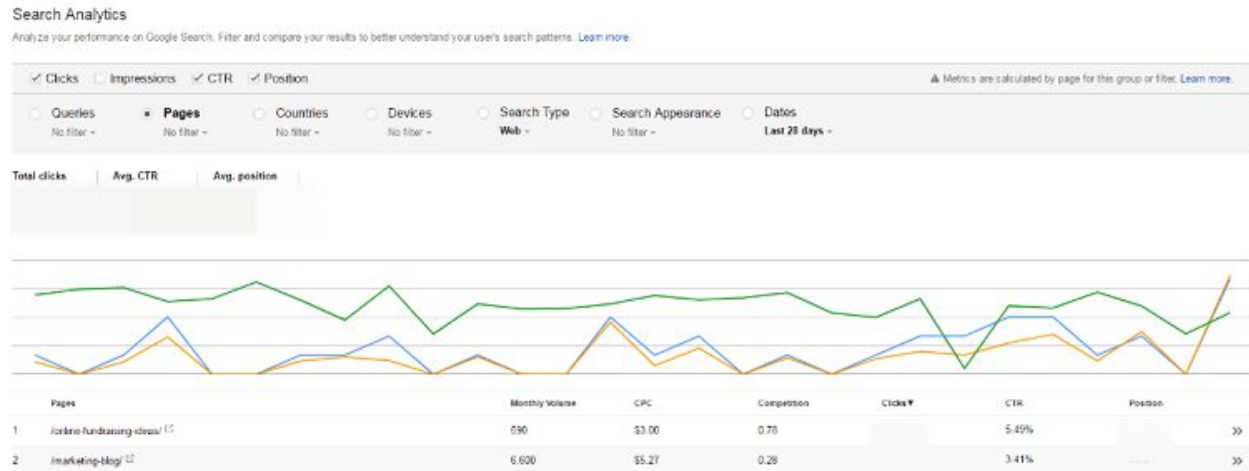 Search Analytics
Analyze your performance on Google Search. Filter and compare your results to better understand your user's search patterns. Learn more.
Clicks Impressions CTR Position Metrics are calculated by page for this group or filter. Learn more.
Queries Pages Countries Devices Search Type Search Appearance Dates
No filter No filter No filter No filter Web No filter Last 28 days
Total clicks Avg. CTR Avg. position
Pages Monthly Volume CPC Competition Clicks▼ CTR Position
1 /online-fundraising-ideas/ 590 $3.00 0.78 5.49% »
2 /marketing-blog/ 6,600 $5.27 0.28 3.41% »